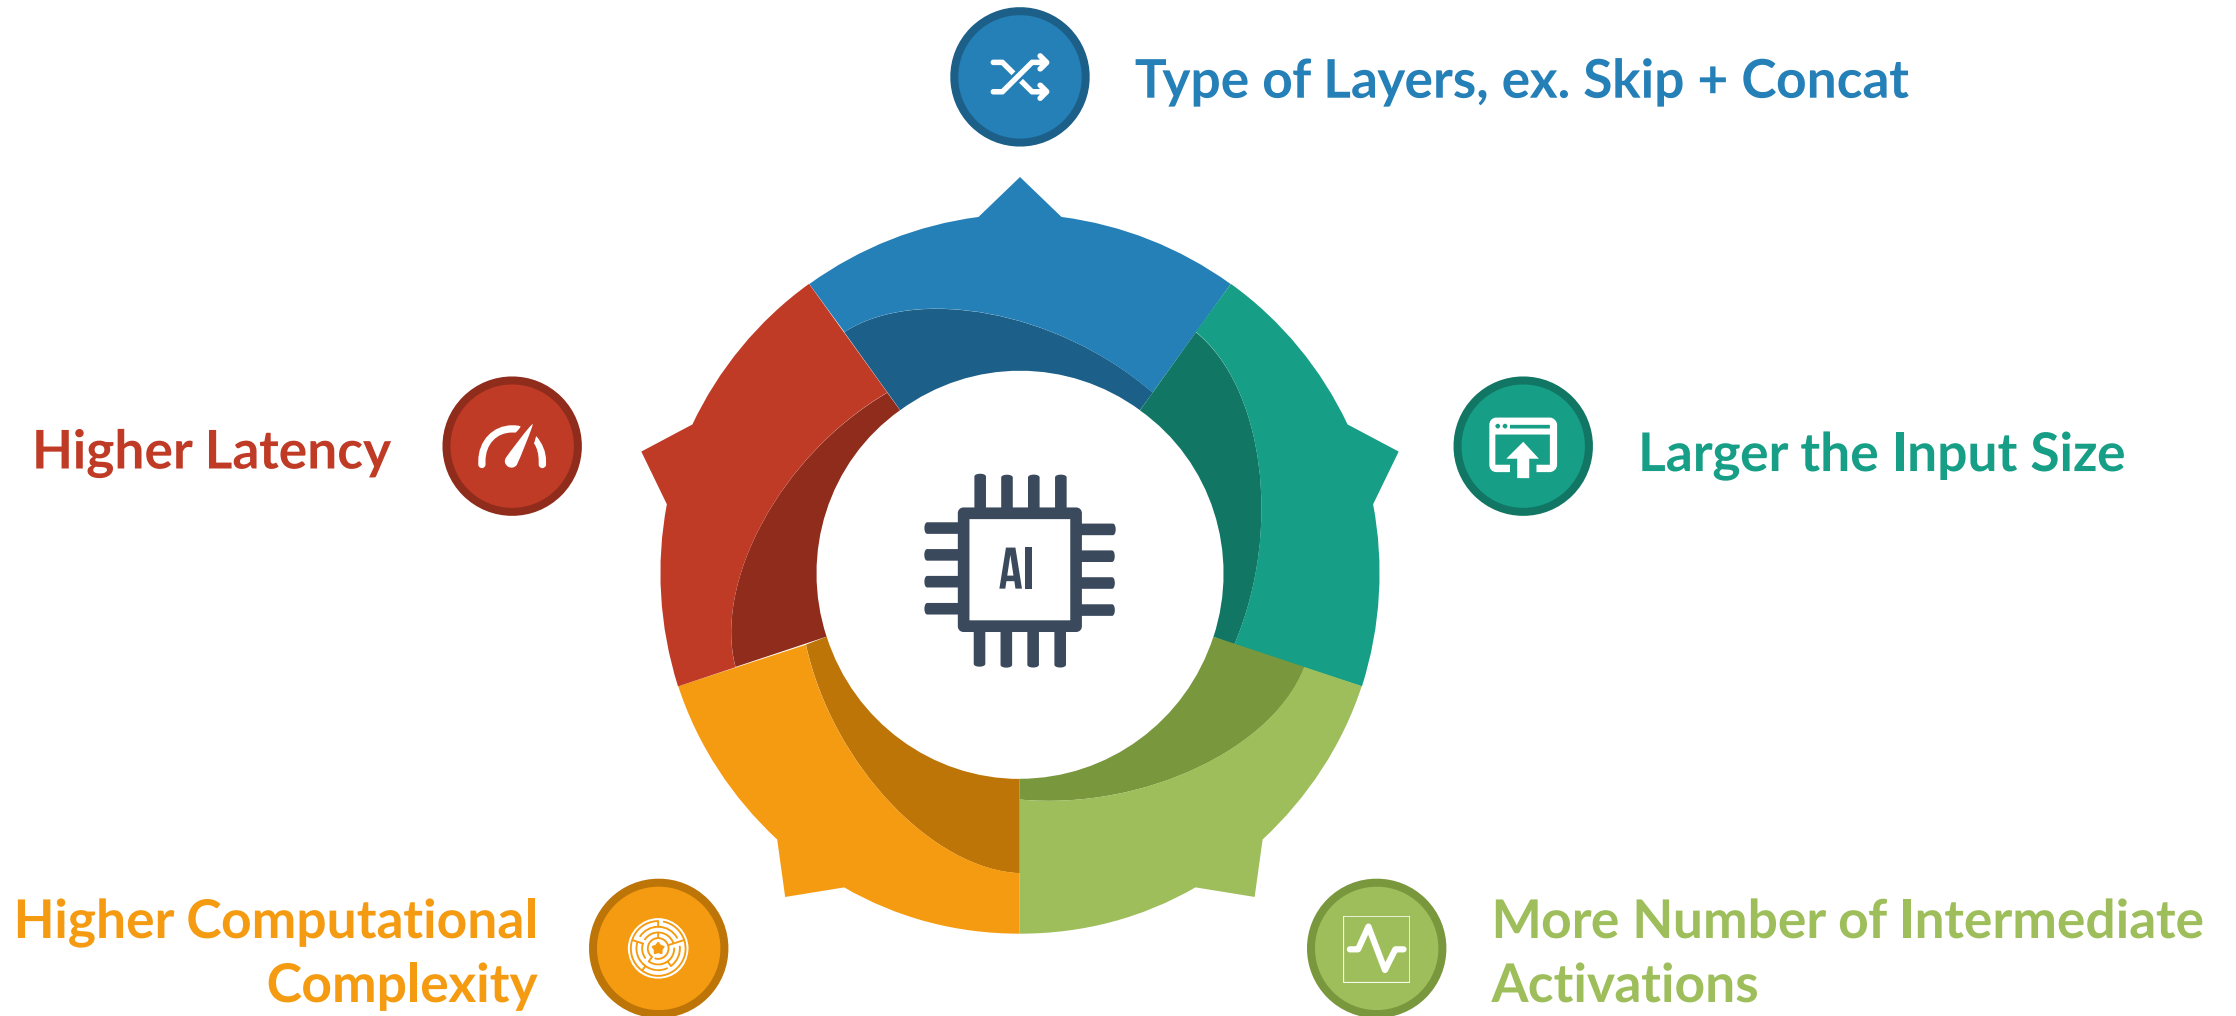 Type of Layers, ex. Skip + Concat
Higher Latency
AI
Larger the Input Size
Higher Computational
Complexity
More Number of Intermediate
Activations